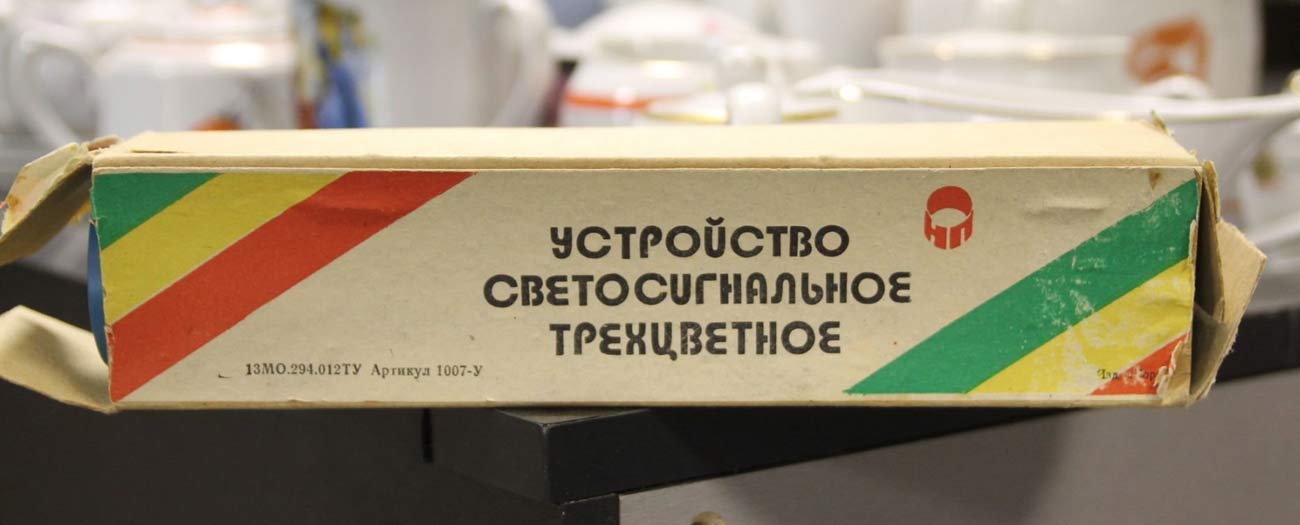 УСТРОЙСТВО
СВЕТОСИГНАЛЬНОЕ
ТРЕХЦВЕТНОЕ
13МО.294.012ТУ Артикул 1007-У